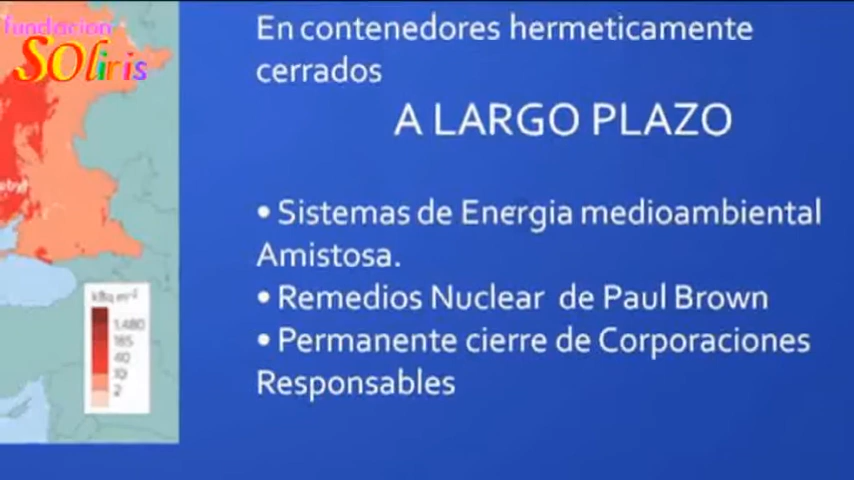 fundacion
SOliris
En contenedores hermeticamente
cerrados
A LARGO PLAZO
• Sistemas de Energia medioambiental
Amistosa.
• Remedios Nuclear de Paul Brown
• Permanente cierre de Corporaciones
Responsables
kBq m-2
1,480
185
40
10
2